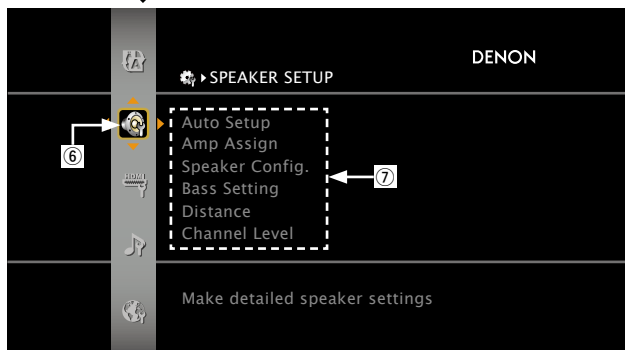 DENON
SPEAKER SETUP
Auto Setup
Amp Assign
⑥
Speaker Config.
⑦
Bass Setting
HDMI
Distance
Channel Level
Make detailed speaker settings